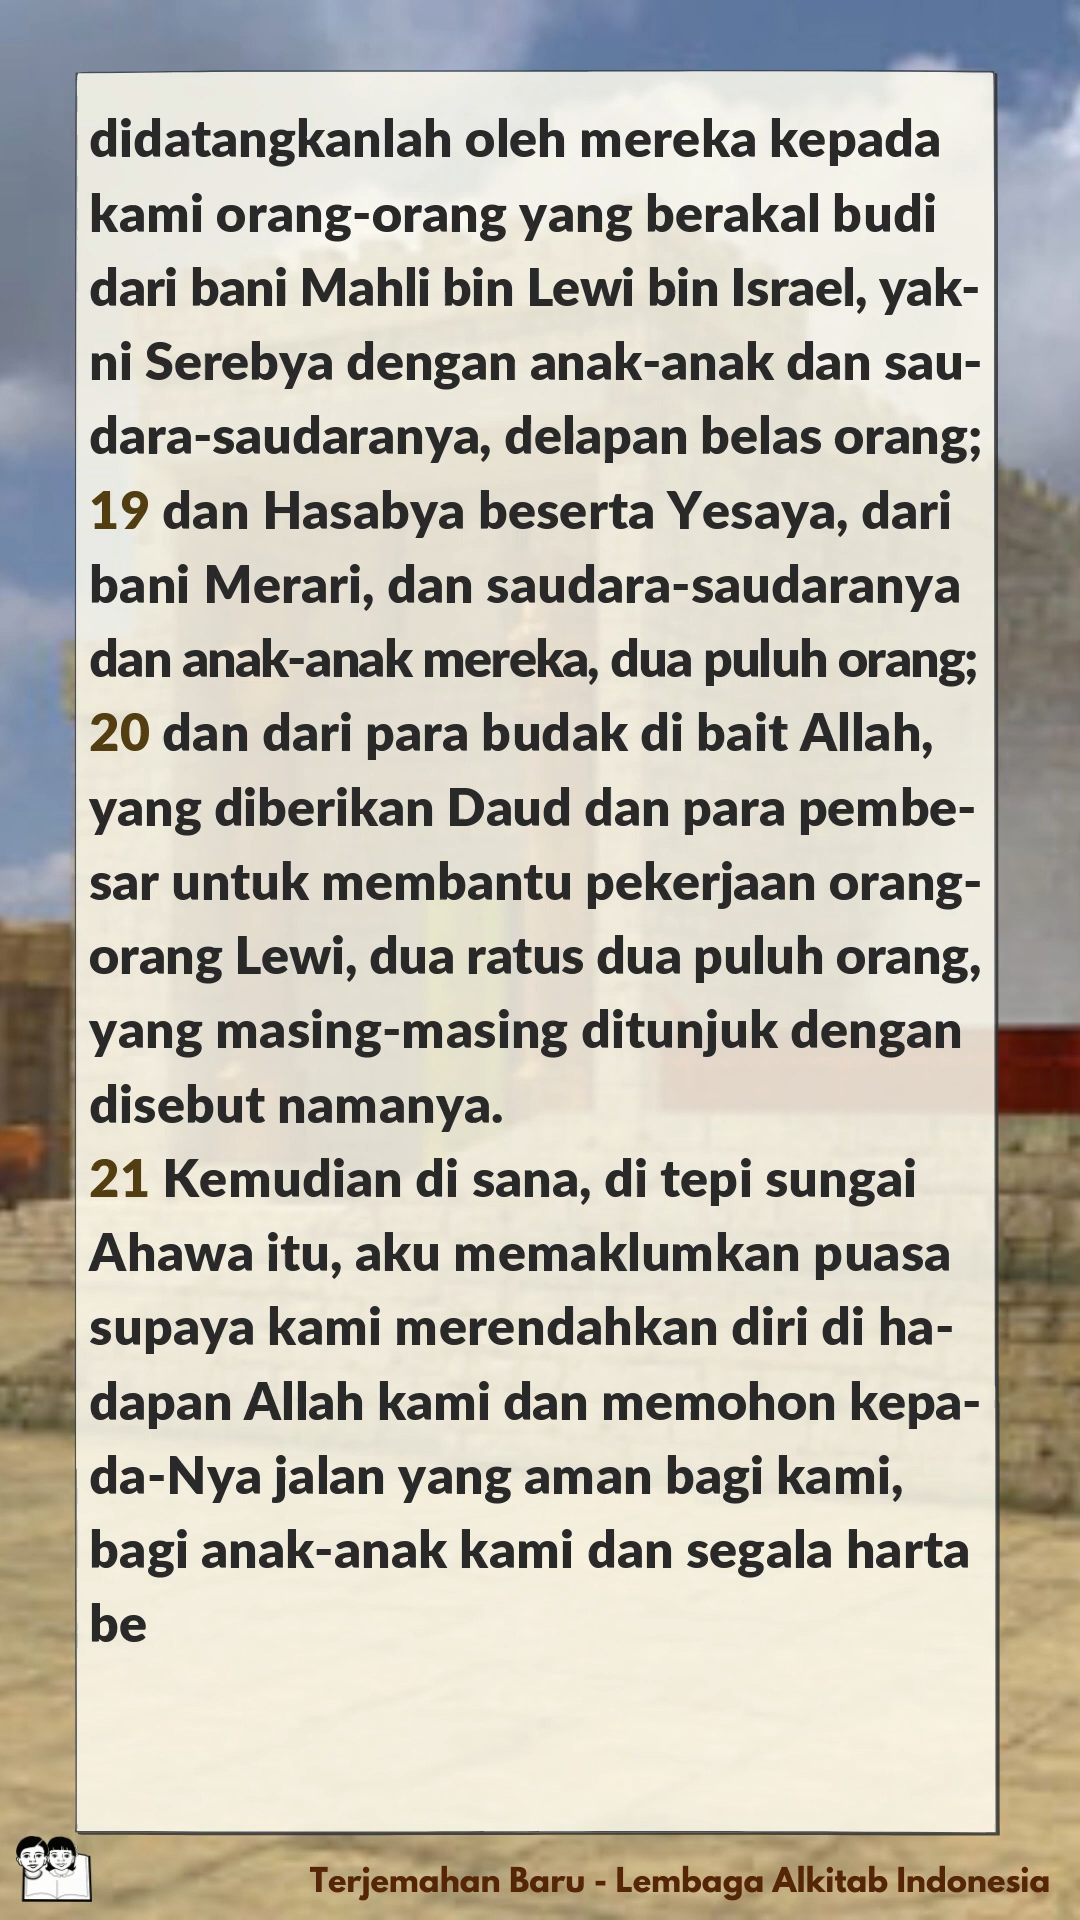 didatangkanlah oleh mereka kepada
kami orang-orang yang berakal budi
dari bani Mahli bin Lewi bin Israel, yak-
ni Serebya dengan anak-anak dan sau-
dara-saudaranya, delapan belas orang;
19 dan Hasabya beserta Yesaya, dari
bani Merari, dan saudara-saudaranya
dan anak-anak mereka, dua puluh orang;
20 dan dari para budak di bait Allah,
yang diberikan Daud dan para pembe-
sar untuk membantu pekerjaan orang-
orang Lewi, dua ratus dua puluh orang,
yang masing-masing ditunjuk dengan
disebut namanya.
21 Kemudian di sana, di tepi sungai
Ahawa itu, aku memaklumkan puasa
supaya kami merendahkan diri di ha-
dapan Allah kami dan memohon kepa-
da-Nya jalan yang aman bagi kami,
bagi anak-anak kami dan segala harta
be
Terjemahan Baru - Lembaga Alkitab Indonesia